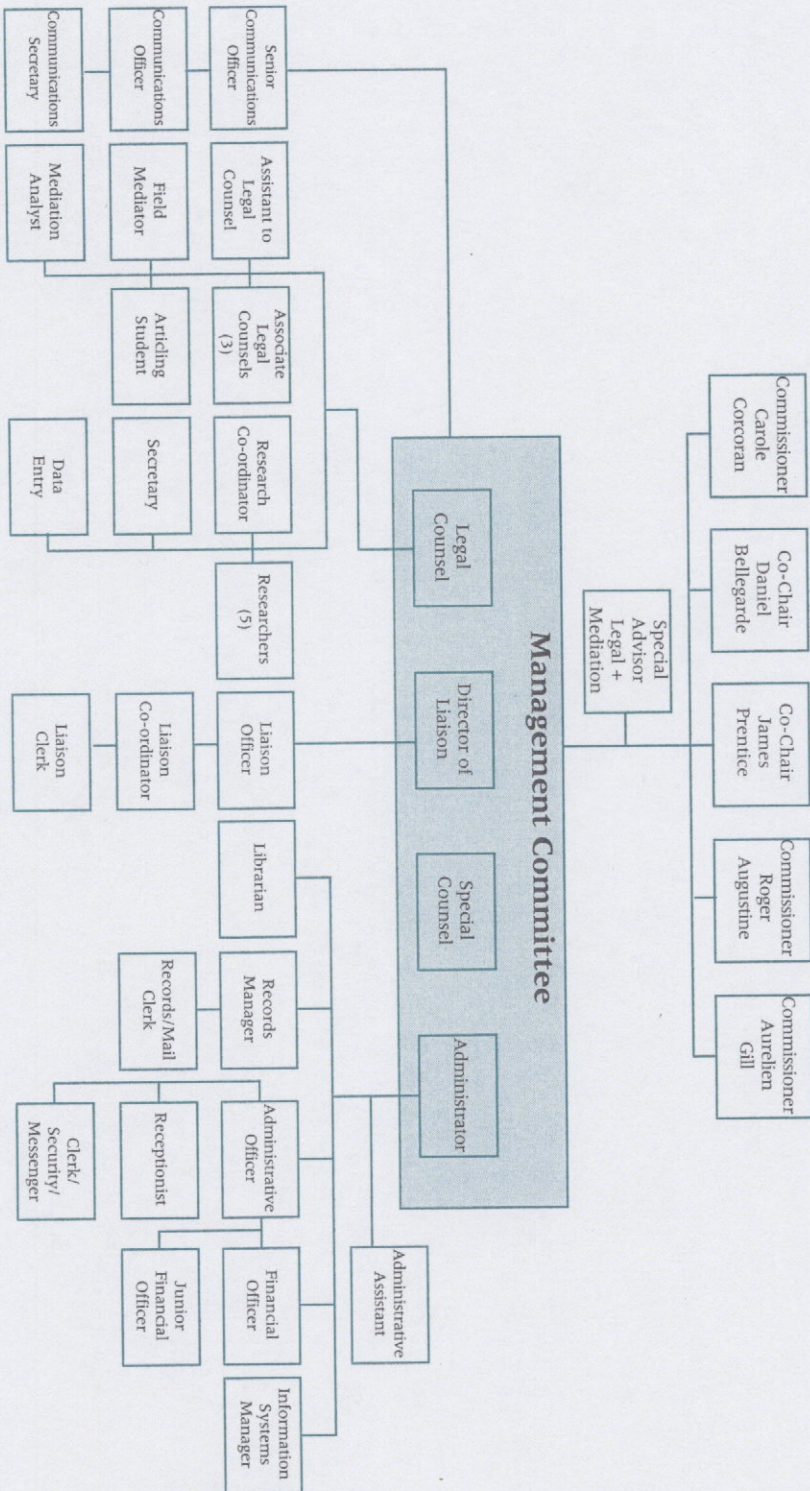 Commissioner
Carole
Corcoran
Co-Chair
Daniel
Bellegarde
Co-Chair
James
Prentice
Commissioner
Roger
Augustine
Commissioner
Aurelien
Gill
Special
Advisor
Legal +
Mediation
Management Committee
Legal
Counsel
Director of
Liaison
Special
Counsel
Administrator
Administrative
Assistant
Senior
Communications
Officer
Assistant to
Legal
Counsel
Associate
Legal
Counsels
(3)
Research
Co-ordinator
Researchers
(5)
Liaison
Officer
Librarian
Records
Manager
Administrative
Officer
Financial
Officer
Information
Systems
Manager
Communications
Officer
Field
Mediator
Articling
Student
Secretary
Liaison
Co-ordinator
Records/Mail
Clerk
Receptionist
Junior
Financial
Officer
Communications
Secretary
Mediation
Analyst
Data
Entry
Liaison
Clerk
Clerk/
Security/
Messenger